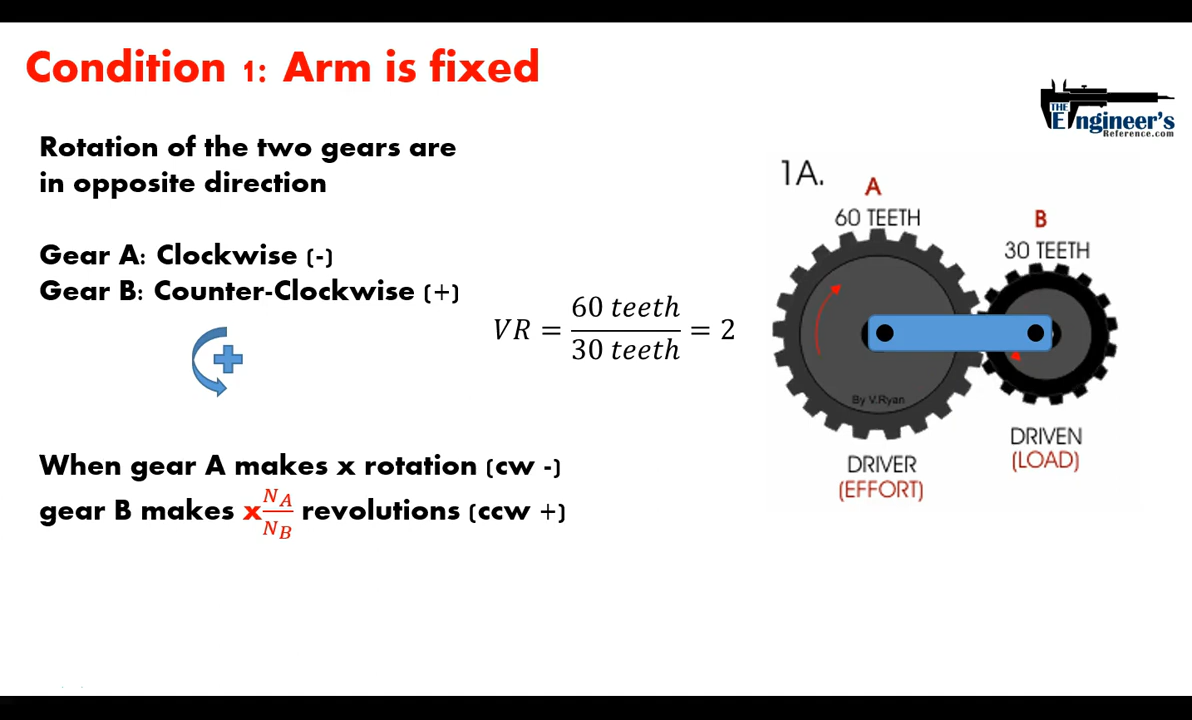 Condition 1: Arm is fixed
THE
Engineer's
Reference.com
Rotation of the two gears are
in opposite direction
Gear A: Clockwise (-)
Gear B: Counter-Clockwise (+)
VR = 60 teeth / 30 teeth = 2
1A.
A
60 TEETH
B
30 TEETH
By V.Ryan
DRIVER
(EFFORT)
DRIVEN
(LOAD)
When gear A makes x rotation (cw -)
gear B makes x N_A/N_B revolutions (ccw +)